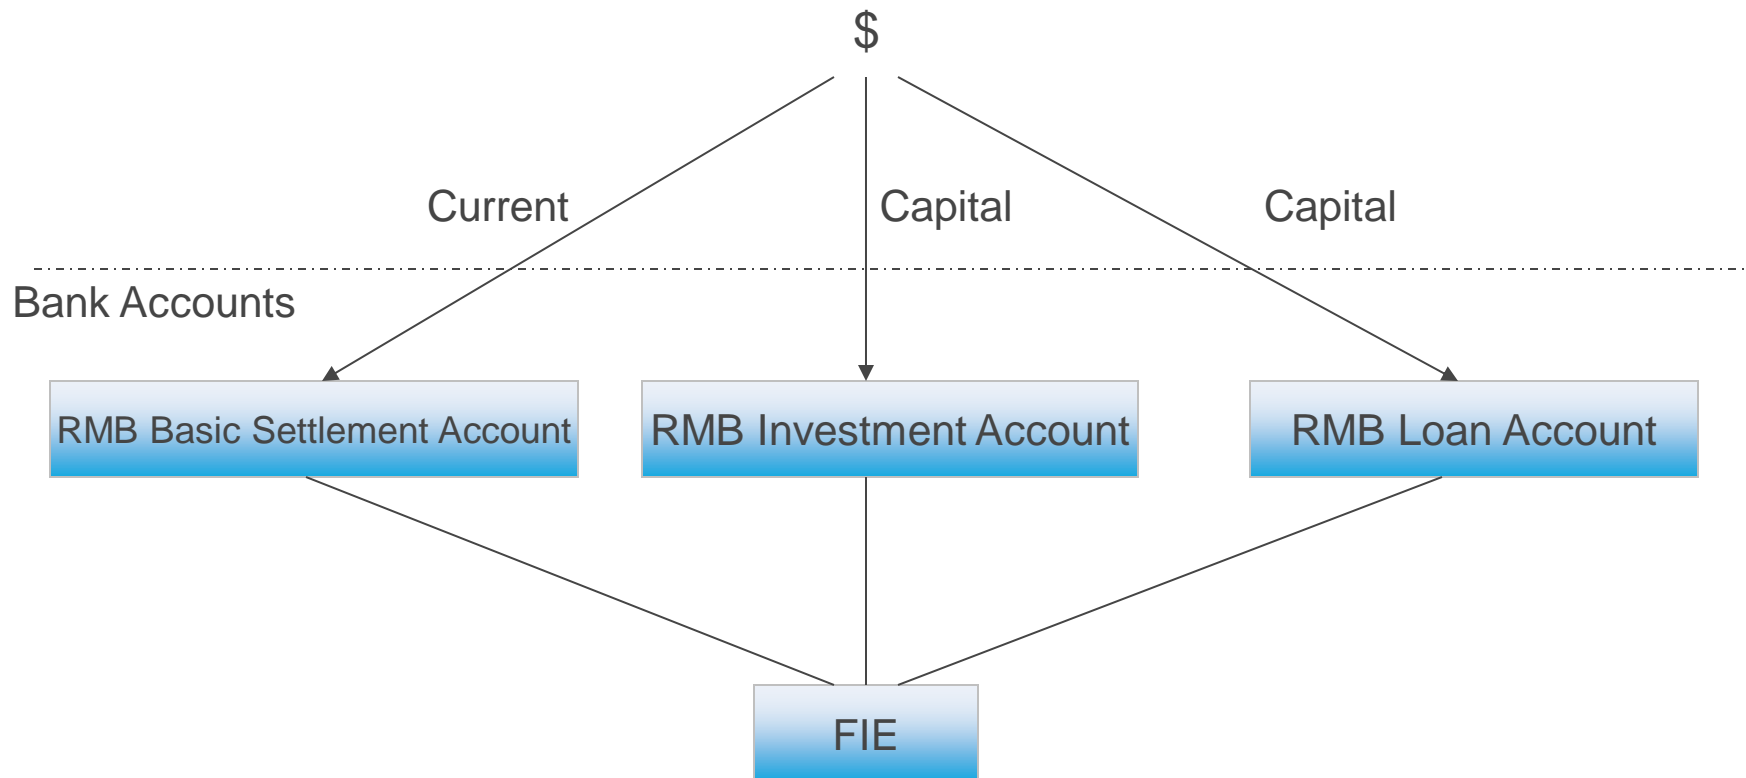 $
Current
Capital
Capital
Bank Accounts
RMB Basic Settlement Account
RMB Investment Account
RMB Loan Account
FIE